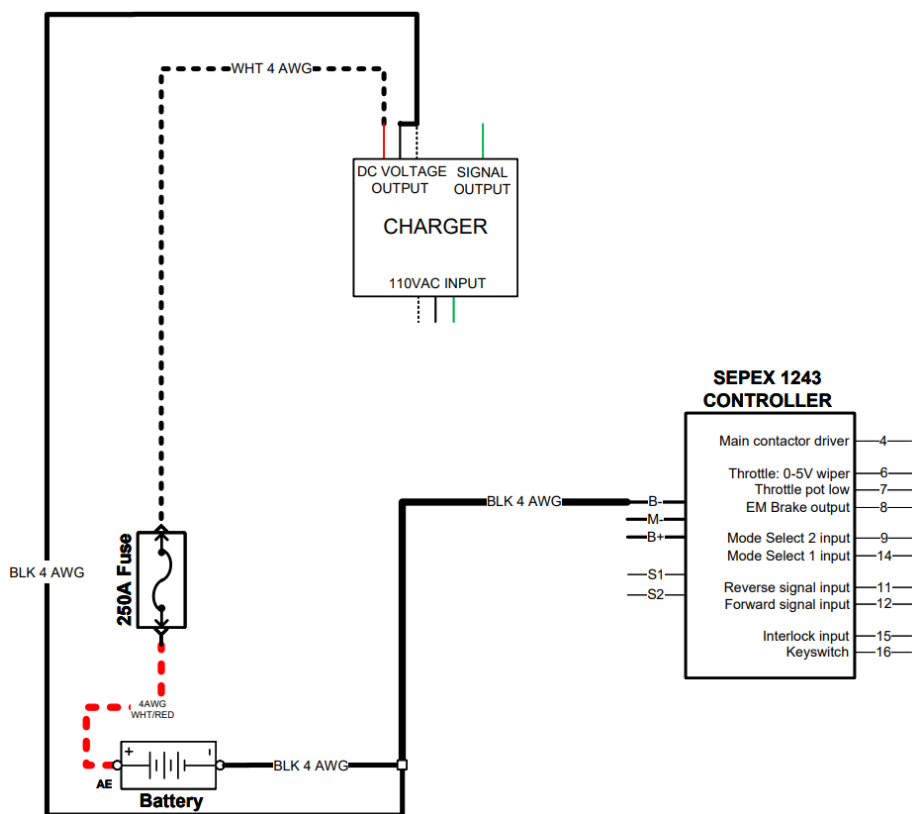 WHT 4 AWG
DC VOLTAGE
OUTPUT
SIGNAL
OUTPUT
CHARGER
110VAC INPUT
BLK 4 AWG
250A Fuse
4AWG
WHT/RED
+
-
AE
Battery
BLK 4 AWG
BLK 4 AWG
SEPEX 1243
CONTROLLER
B-
M-
B+
S1
S2
Main contactor driver
4
Throttle: 0-5V wiper
6
Throttle pot low
7
EM Brake output
8
Mode Select 2 input
9
Mode Select 1 input
14
Reverse signal input
11
Forward signal input
12
Interlock input
15
Keyswitch
16